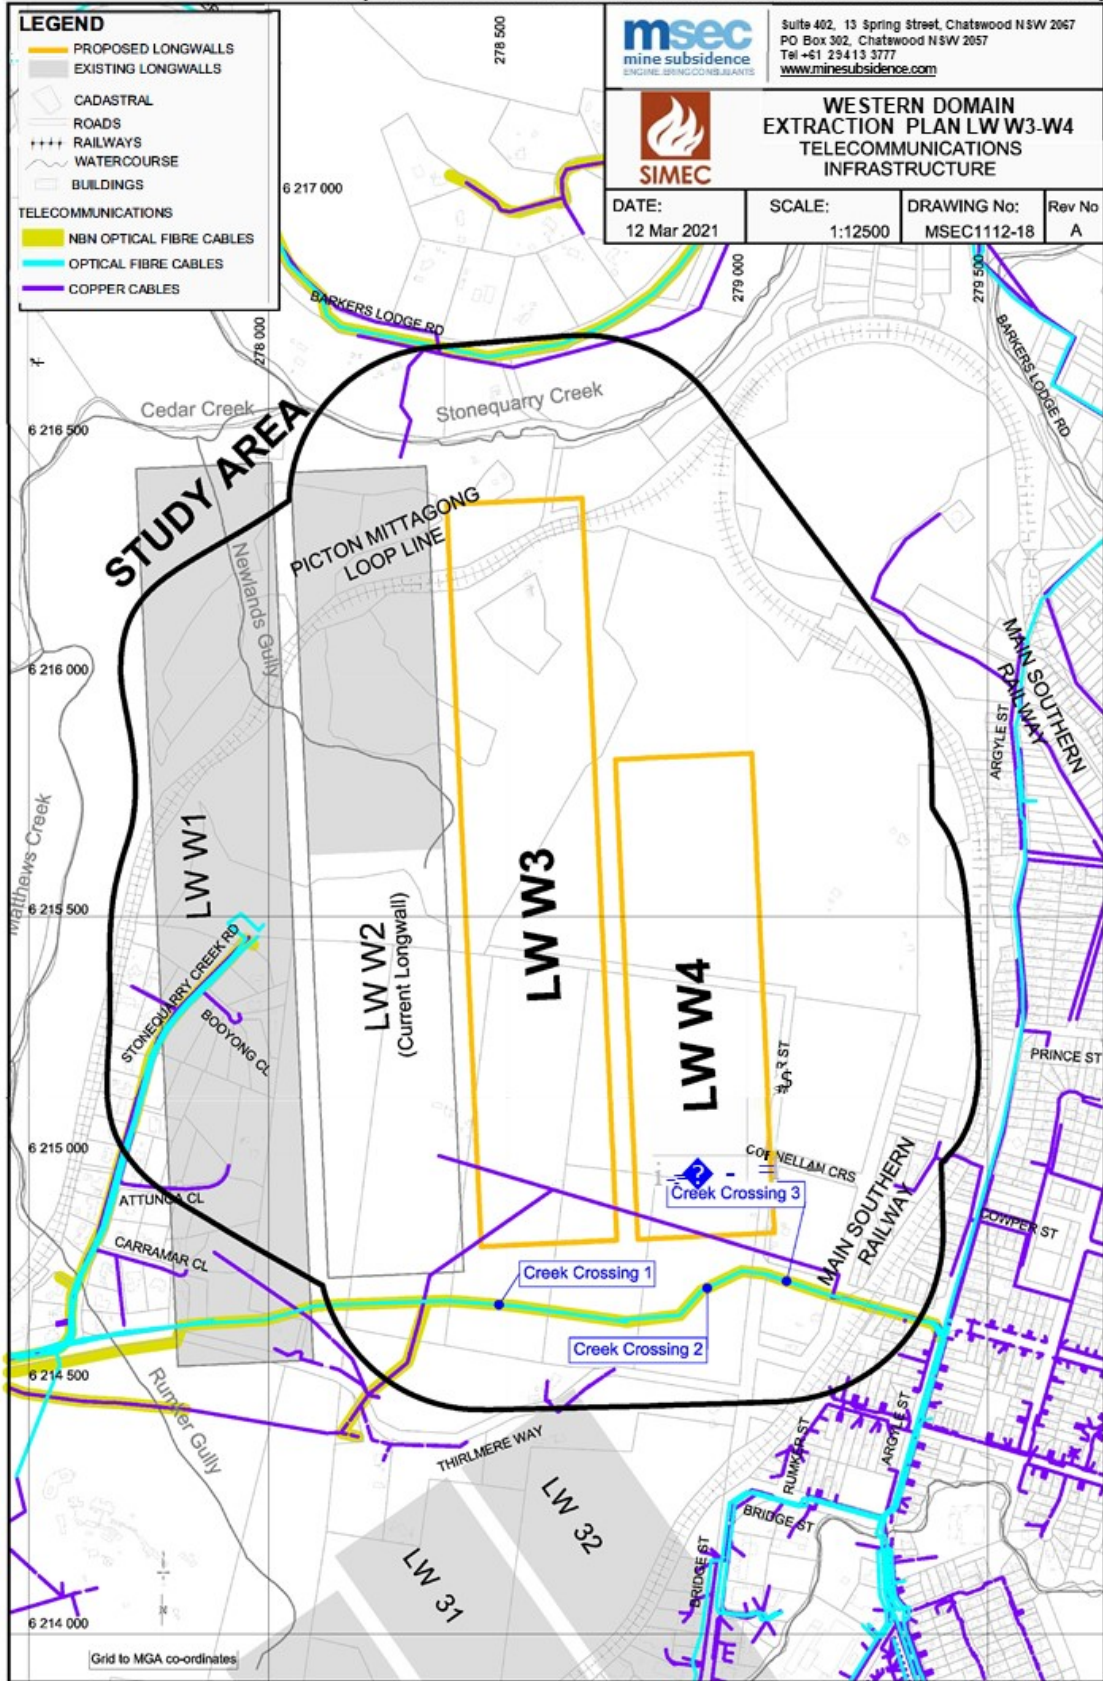 LEGEND
PROPOSED LONGWALLS
EXISTING LONGWALLS
CADASTRAL
ROADS
RAILWAYS
WATERCOURSE
BUILDINGS
TELECOMMUNICATIONS
NBN OPTICAL FIBRE CABLES
OPTICAL FIBRE CABLES
COPPER CABLES
msec
mine subsidence
ENGINEERING CONSULTANTS
Suite 402, 13 Spring Street, Chatswood NSW 2067
PO Box 302, Chatswood NSW 2057
Tel +61 2 9413 3777
www.minesubsidence.com
SIMEC
WESTERN DOMAIN
EXTRACTION PLAN LW W3-W4
TELECOMMUNICATIONS
INFRASTRUCTURE
DATE:
12 Mar 2021
SCALE:
1:12500
DRAWING No:
MSEC1112-18
Rev No
A
278 500
6 217 000
279 000
279 500
278 000
BARKERS LODGE RD
BARKERS LODGE RD
Cedar Creek
Stonequarry Creek
6 216 500
STUDY AREA
PICTON MITTAGONG
LOOP LINE
Newlands Gully
6 216 000
MAIN SOUTHERN
RAILWAY
ARGYLE ST
Matthews Creek
LW W1
LW W2
(Current Longwall)
LW W3
LW W4
6 215 500
STONEQUARRY CREEK RD
BOOYONG CL
PRINCE ST
6 215 000
ATTUNGA CL
CARRAMAR CL
CRS
Creek Crossing 3
MAIN SOUTHERN
RAILWAY
COWPER ST
Creek Crossing 1
Creek Crossing 2
6 214 500
Rumker Gully
THIRLMERE WAY
RUMKER ST
ARGYLE ST
LW 32
LW 31
BRIDGE ST
BRIDGE ST
6 214 000
Grid to MGA co-ordinates